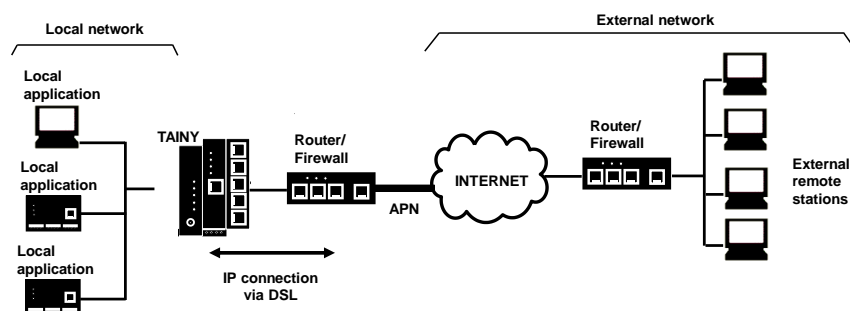 Local network
External network
Local
application
TAINY
Local
application
Local
application
Router/
Firewall
IP connection
via DSL
APN
INTERNET
Router/
Firewall
External
remote
stations